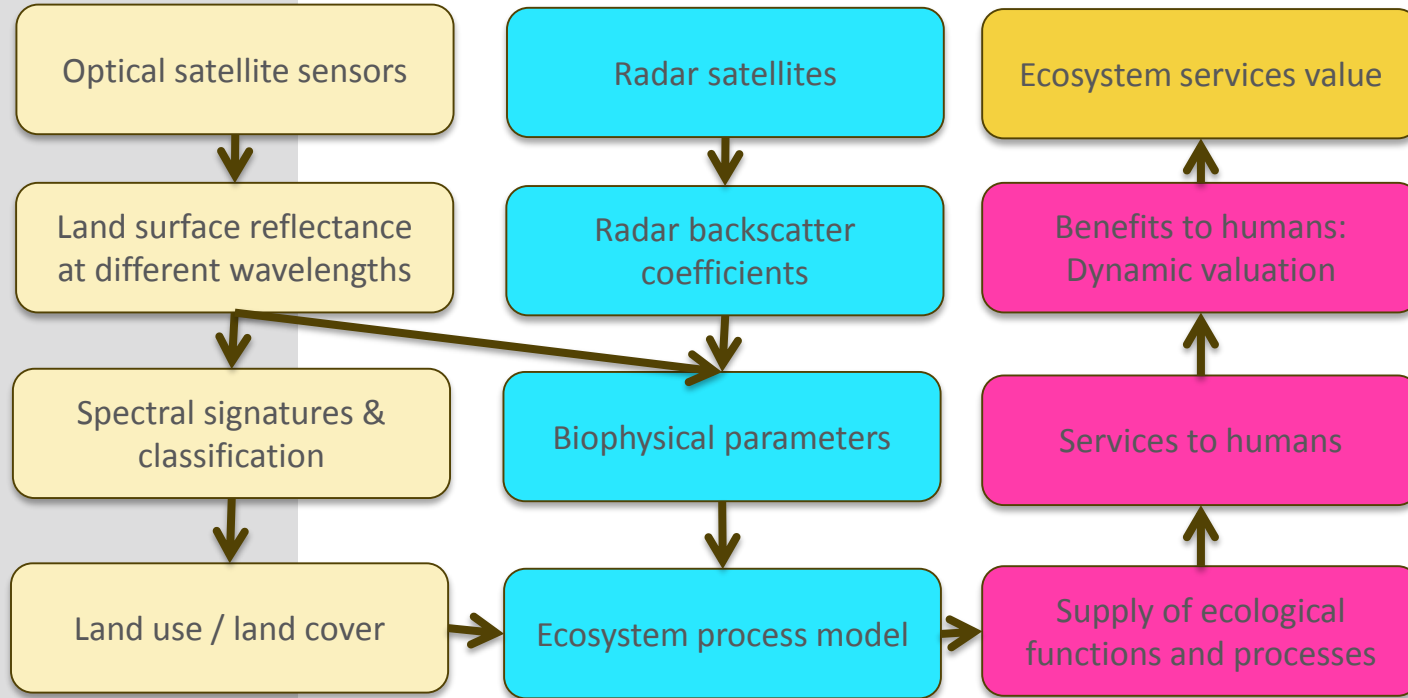 Optical satellite sensors
Radar satellites
Ecosystem services value
Land surface reflectance
at different wavelengths
Radar backscatter
coefficients
Benefits to humans:
Dynamic valuation
Spectral signatures &
classification
Biophysical parameters
Services to humans
Land use / land cover
Ecosystem process model
Supply of ecological
functions and processes